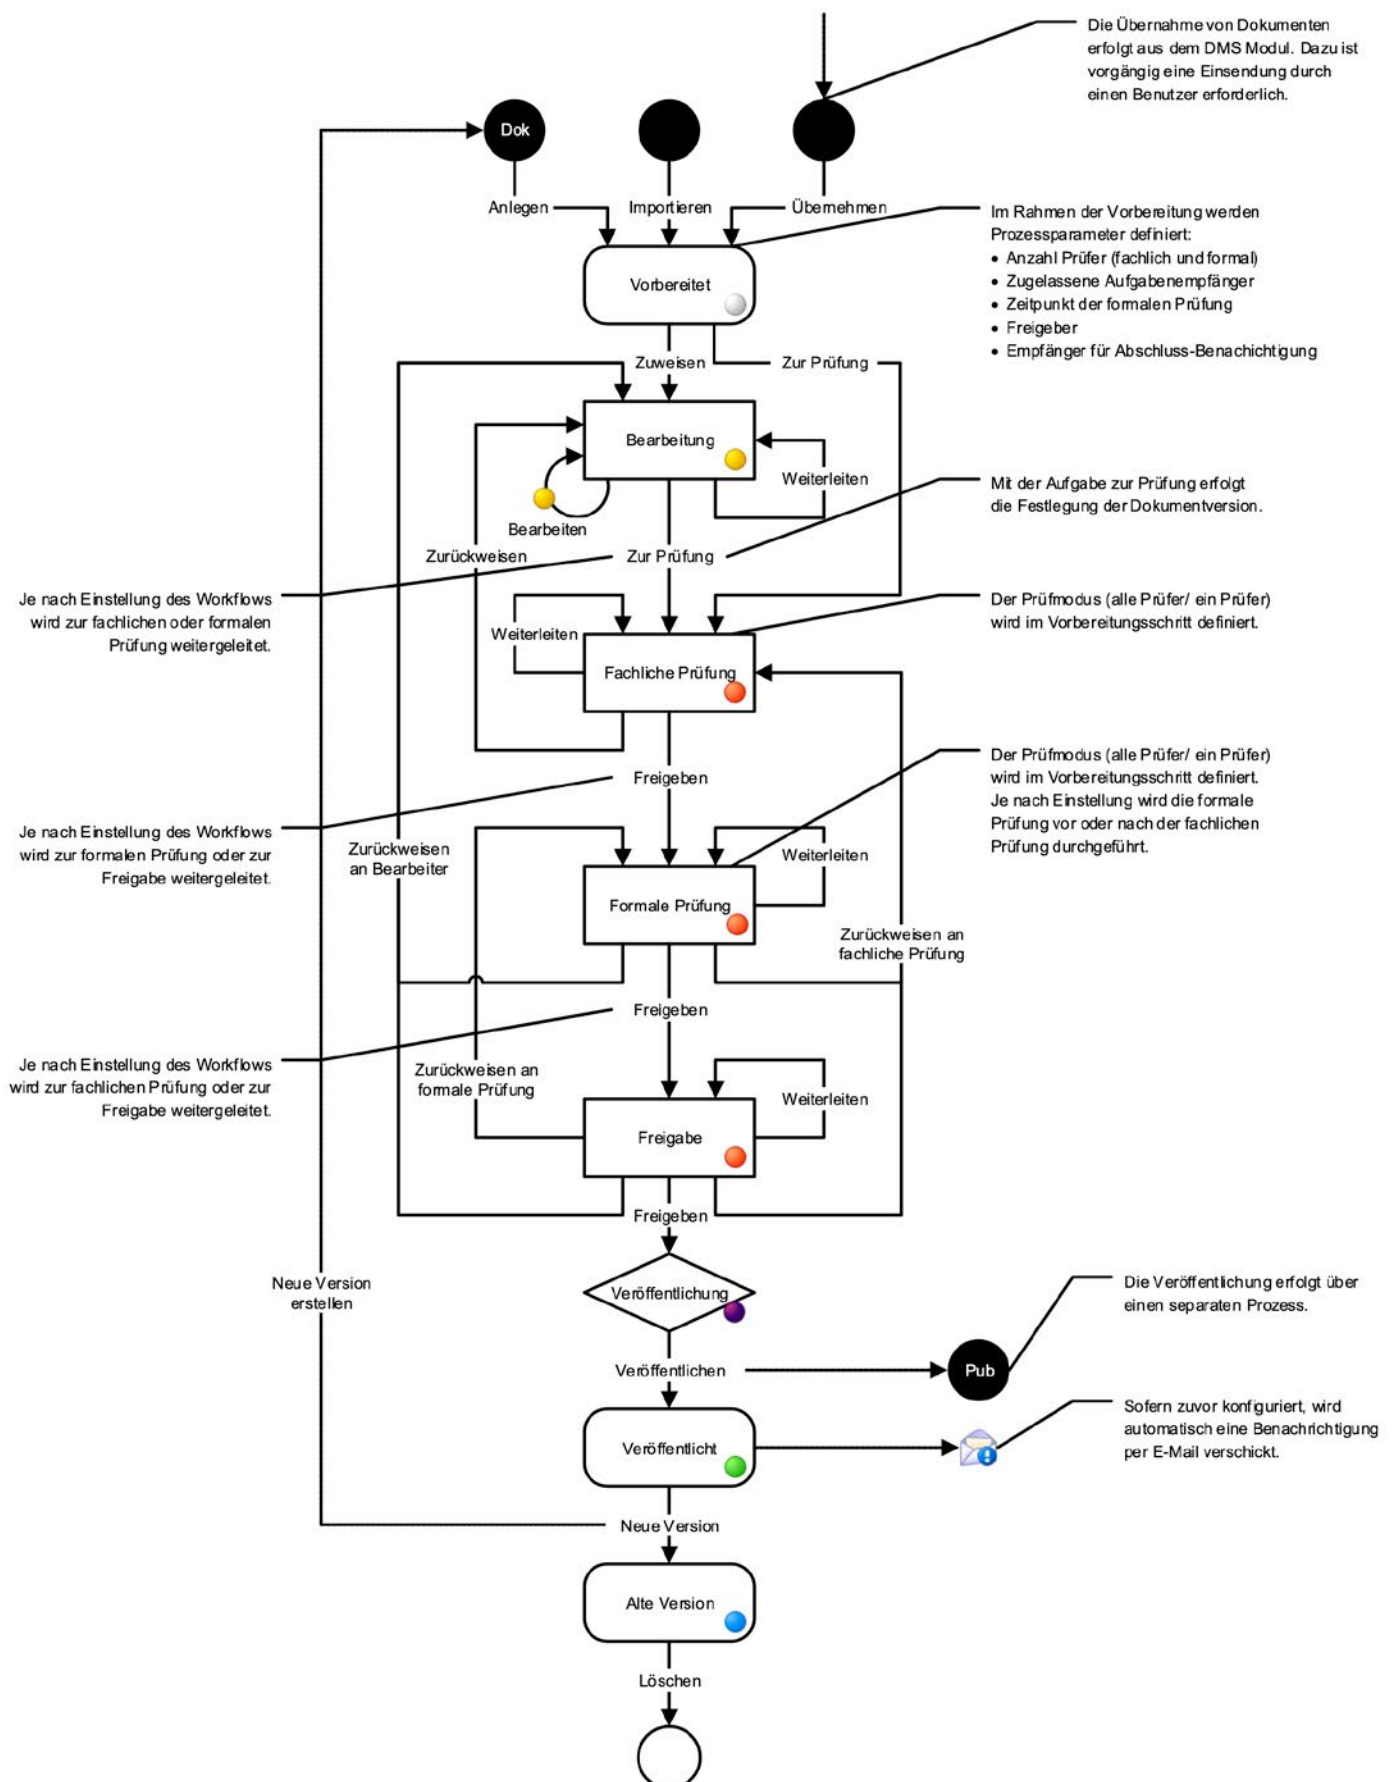 Die Übernahme von Dokumenten
erfolgt aus dem DMS Modul. Dazu ist
vorgängig eine Einsendung durch
einen Benutzer erforderlich.
Dok
Anlegen
Importieren
Übernehmen
Im Rahmen der Vorbereitung werden
Prozessparameter definiert:
• Anzahl Prüfer (fachlich und formal)
• Zugelassene Aufgabenempfänger
• Zeitpunkt der formalen Prüfung
• Freigeber
• Empfänger für Abschluss-Benachichtigung
Vorbereitet
Zuweisen
Zur Prüfung
Bearbeitung
Weiterleiten
Bearbeiten
Mit der Aufgabe zur Prüfung erfolgt
die Festlegung der Dokumentversion.
Zurückweisen
Zur Prüfung
Je nach Einstellung des Workflows
wird zur fachlichen oder formalen
Prüfung weitergeleitet.
Der Prüfmodus (alle Prüfer/ ein Prüfer)
wird im Vorbereitungsschritt definiert.
Weiterleiten
Fachliche Prüfung
Freigeben
Der Prüfmodus (alle Prüfer/ ein Prüfer)
wird im Vorbereitungsschritt definiert.
Je nach Einstellung wird die formale
Prüfung vor oder nach der fachlichen
Prüfung durchgeführt.
Je nach Einstellung des Workflows
wird zur formalen Prüfung oder zur
Freigabe weitergeleitet.
Zurückweisen
an Bearbeiter
Weiterleiten
Formale Prüfung
Zurückweisen an
fachliche Prüfung
Freigeben
Je nach Einstellung des Workflows
wird zur fachlichen Prüfung oder zur
Freigabe weitergeleitet.
Zurückweisen an
formale Prüfung
Weiterleiten
Freigabe
Freigeben
Neue Version
erstellen
Veröffentlichung
Die Veröffentlichung erfolgt über
einen separaten Prozess.
Veröffentlichen
Pub
Sofern zuvor konfiguriert, wird
automatisch eine Benachrichtigung
per E-Mail verschickt.
Veröffentlicht
Neue Version
Alte Version
Löschen